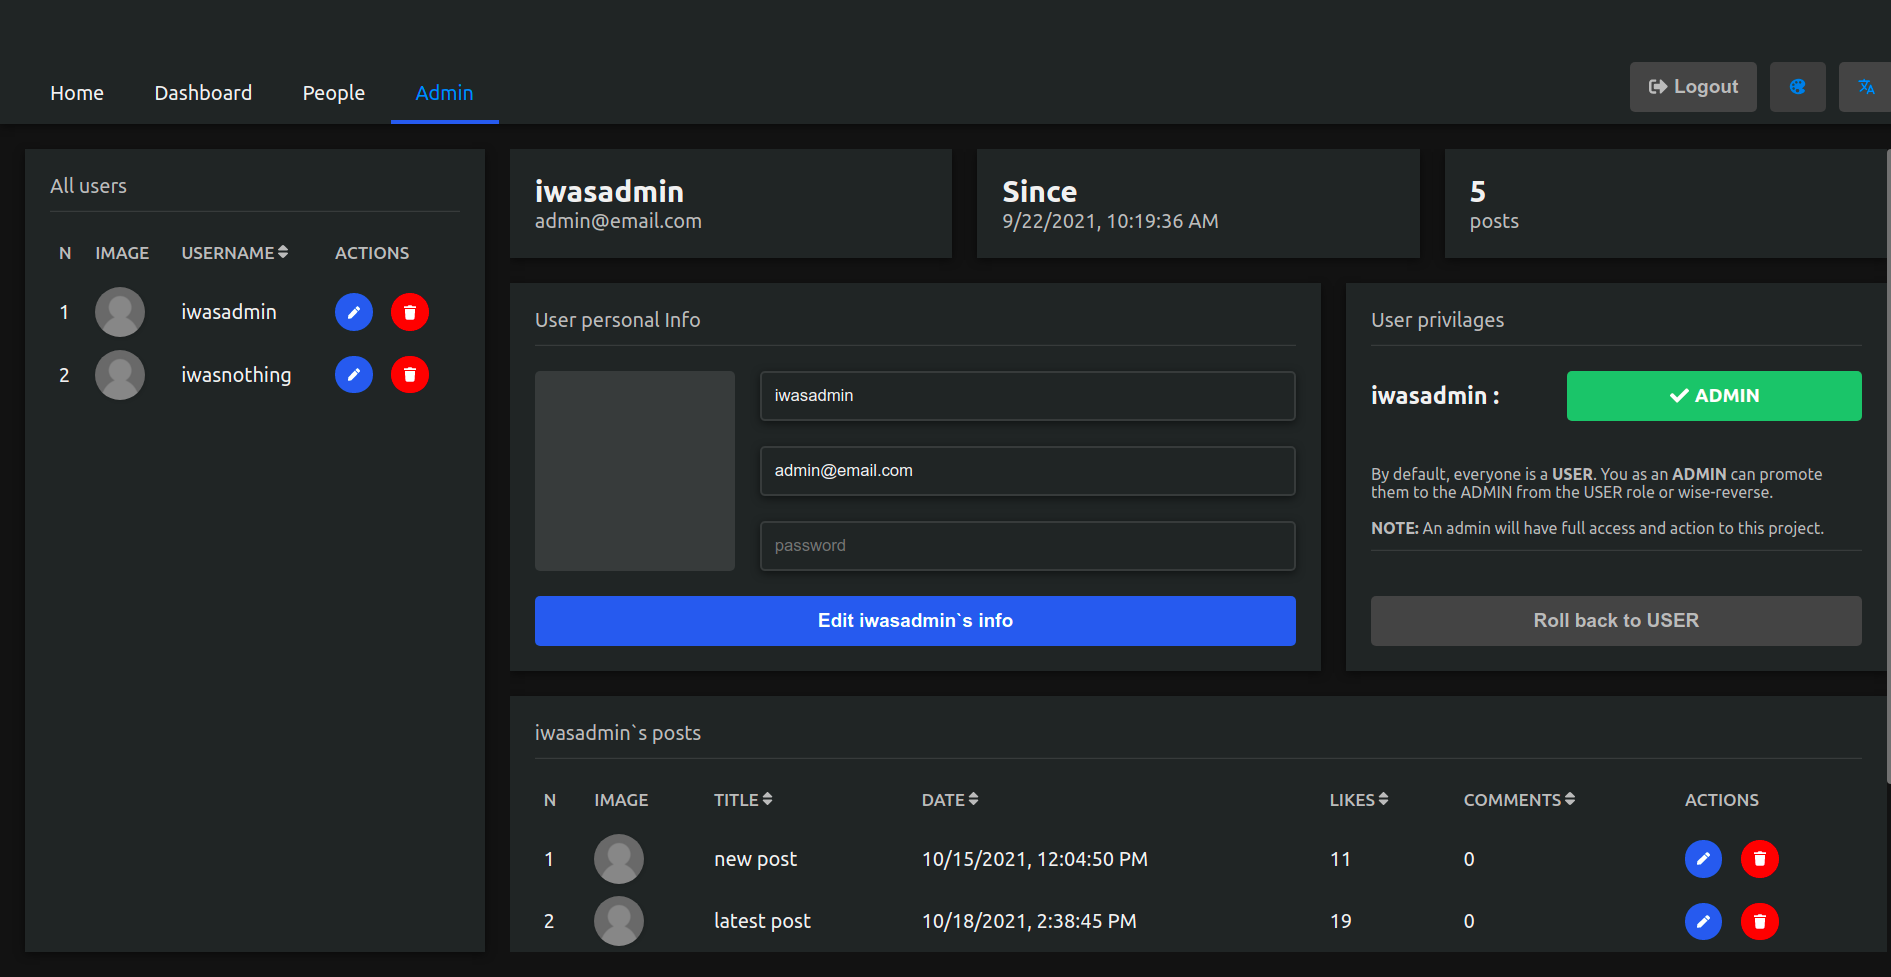 Home Dashboard People Admin Logout
All users
N IMAGE USERNAME ACTIONS
1 iwasadmin
2 iwasnothing
iwasadmin
admin@email.com
Since
9/22/2021, 10:19:36 AM
5
posts
User personal Info
iwasadmin
admin@email.com
password
Edit iwasadmin`s info
User privilages
iwasadmin : ADMIN
By default, everyone is a USER. You as an ADMIN can promote
them to the ADMIN from the USER role or wise-reverse.
NOTE: An admin will have full access and action to this project.
Roll back to USER
iwasadmin`s posts
N IMAGE TITLE DATE LIKES COMMENTS ACTIONS
1 new post 10/15/2021, 12:04:50 PM 11 0
2 latest post 10/18/2021, 2:38:45 PM 19 0